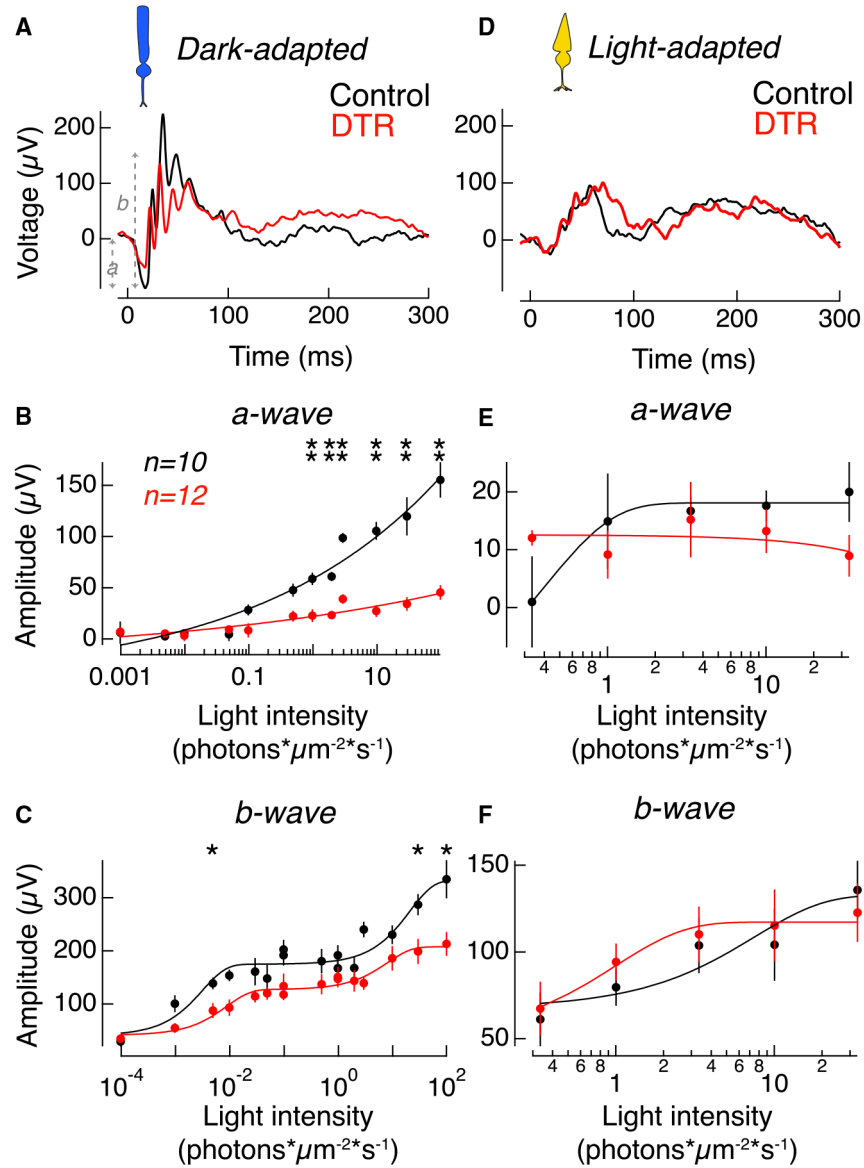 A
Dark-adapted
Control
DTR
Voltage (µV)
200
100
0
b
a
0
100
200
300
Time (ms)
D
Light-adapted
Control
DTR
200
100
0
0
100
200
300
Time (ms)
B
a-wave
** ** ** ** ** **
n=10
n=12
Amplitude (µV)
150
100
50
0
0.001
0.1
10
Light intensity
(photons*µm⁻²*s⁻¹)
E
a-wave
20
10
0
4 6 8 2 4 6 8 2
1
10
Light intensity
(photons*µm⁻²*s⁻¹)
C
b-wave
* * *
Amplitude (µV)
300
200
100
10⁻⁴
10⁻²
10⁰
10²
Light intensity
(photons*µm⁻²*s⁻¹)
F
b-wave
150
100
50
4 6 8 2 4 6 8 2
1
10
Light intensity
(photons*µm⁻²*s⁻¹)